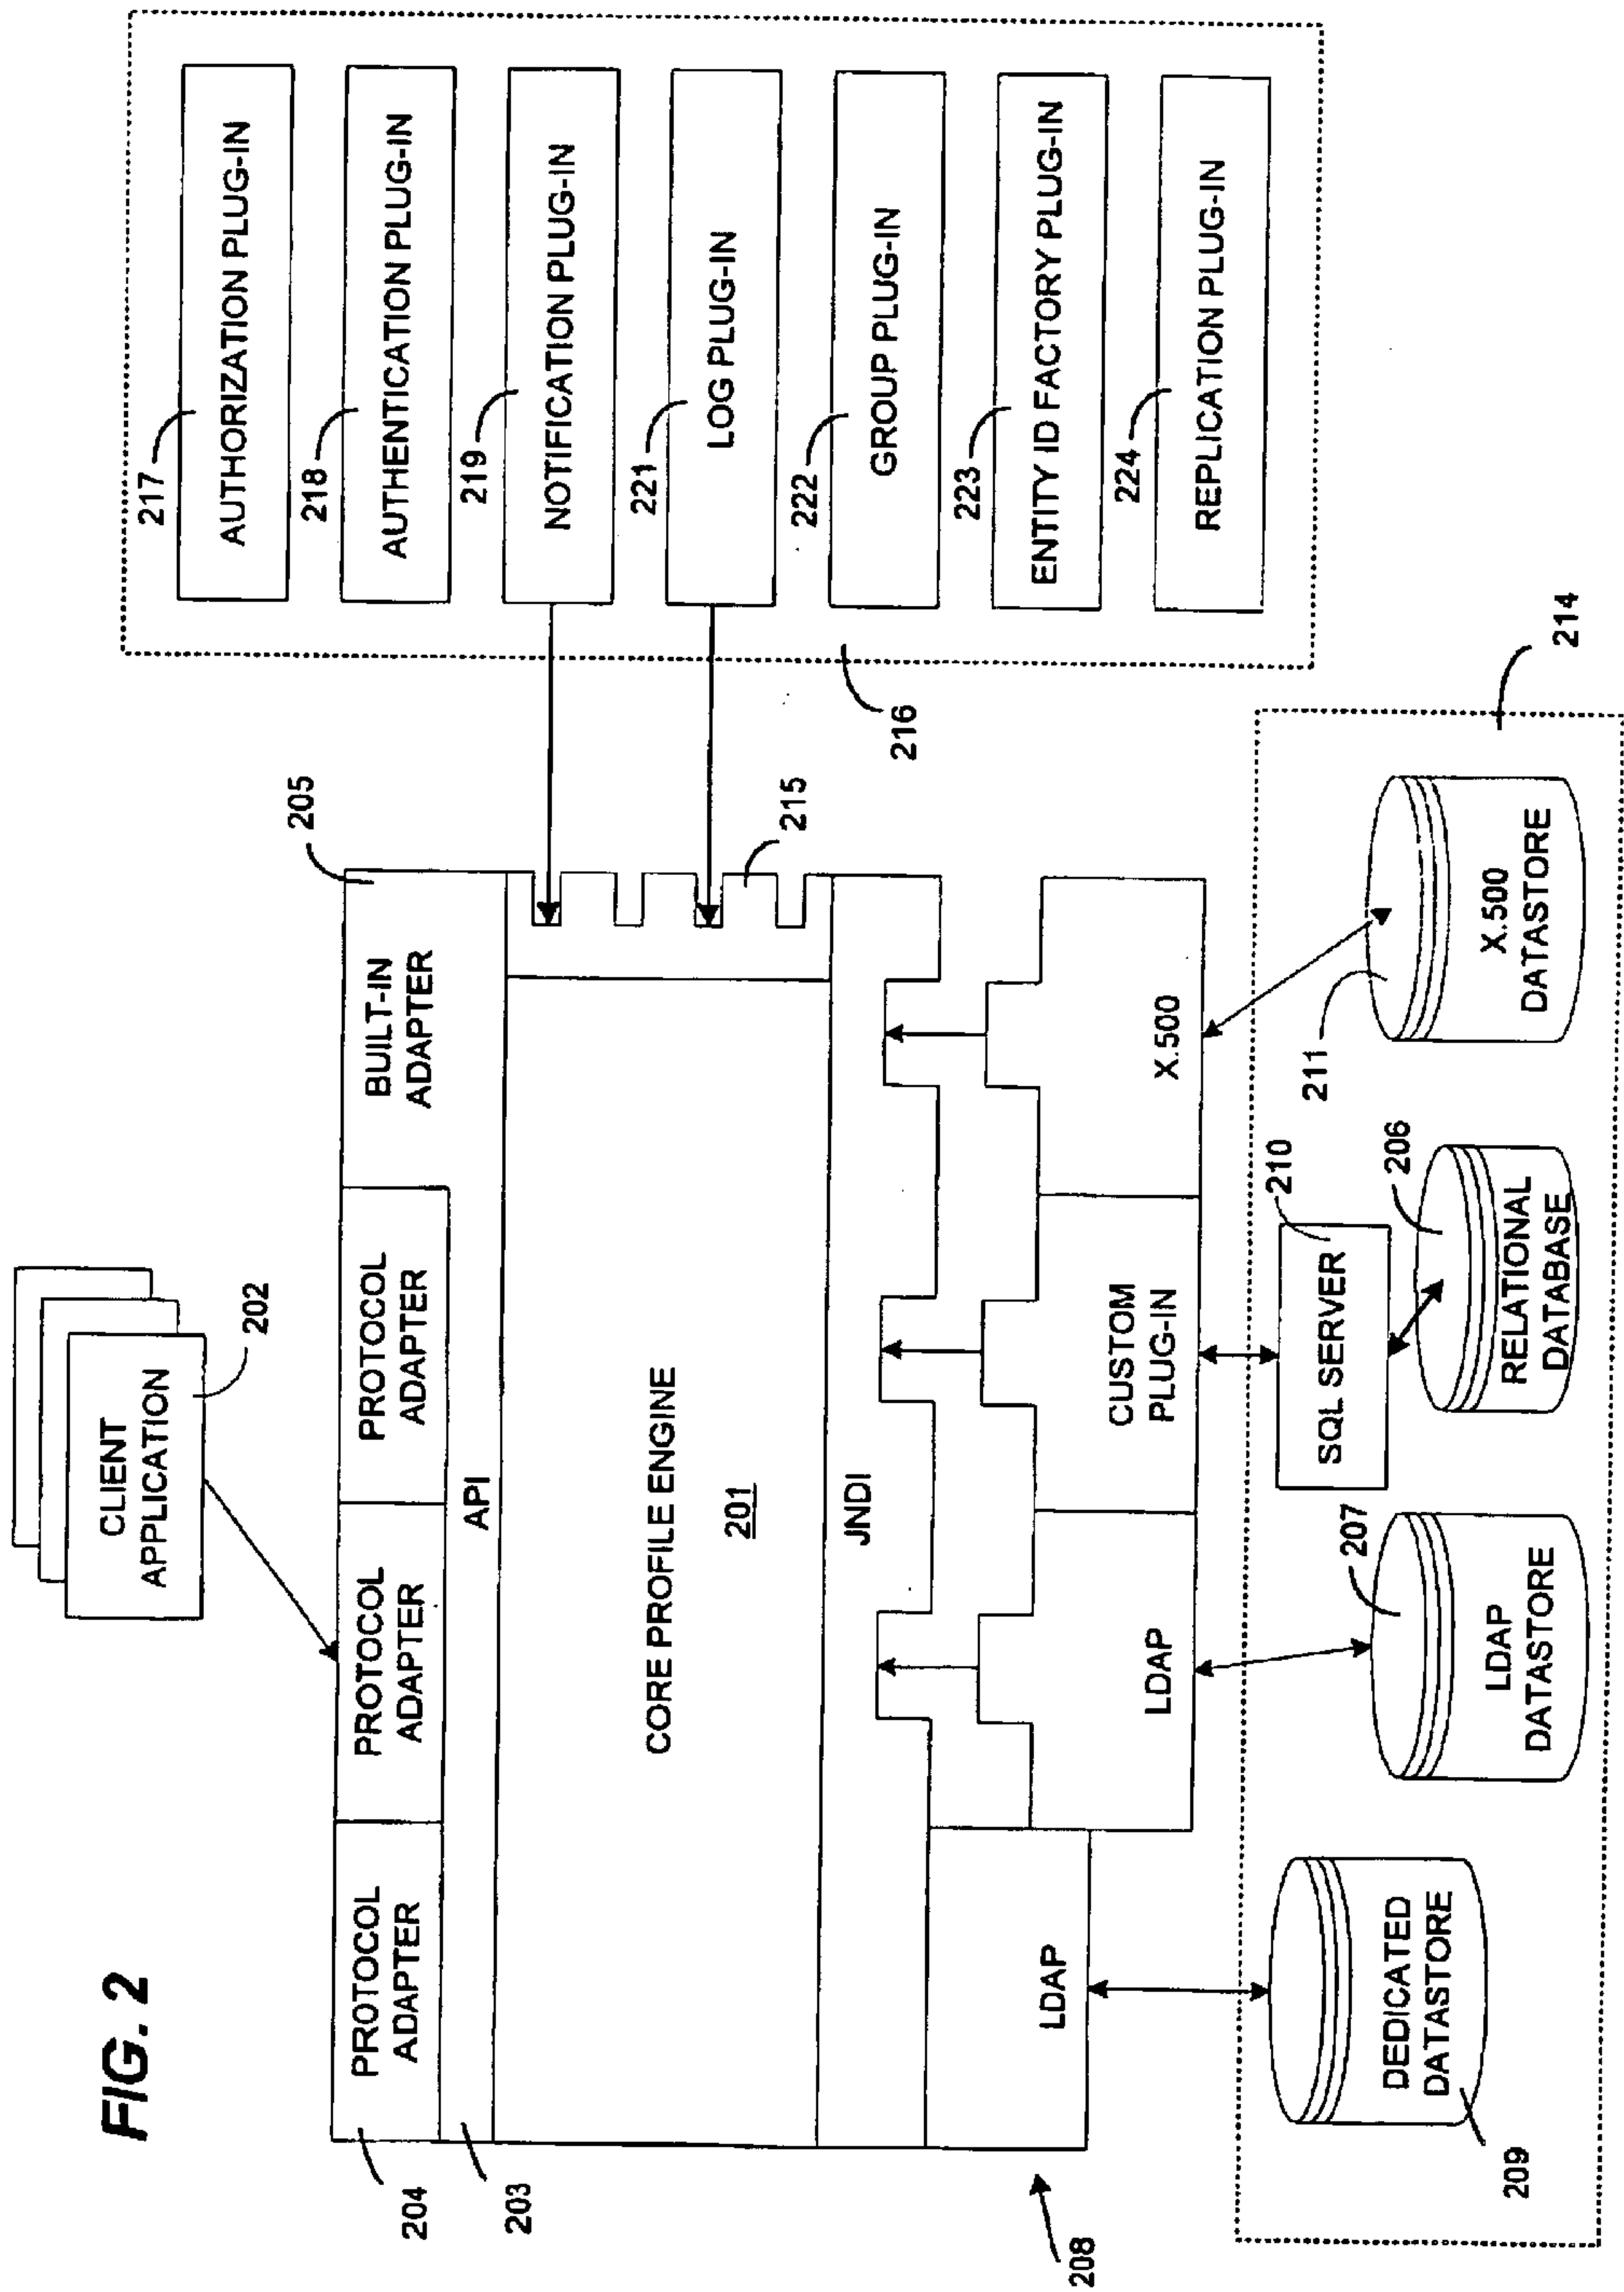 FIG. 2
CLIENT
APPLICATION
202
204
203
205
PROTOCOL
ADAPTER
PROTOCOL
ADAPTER
PROTOCOL
ADAPTER
BUILT-IN
ADAPTER
API
CORE PROFILE ENGINE
201
215
JNDI
208
LDAP
LDAP
CUSTOM
PLUG-IN
X.500
209
DEDICATED
DATASTORE
207
LDAP
DATASTORE
210
SQL SERVER
206
RELATIONAL
DATABASE
211
X.500
DATASTORE
214
216
217
AUTHORIZATION PLUG-IN
218
AUTHENTICATION PLUG-IN
219
NOTIFICATION PLUG-IN
221
LOG PLUG-IN
222
GROUP PLUG-IN
223
ENTITY ID FACTORY PLUG-IN
224
REPLICATION PLUG-IN